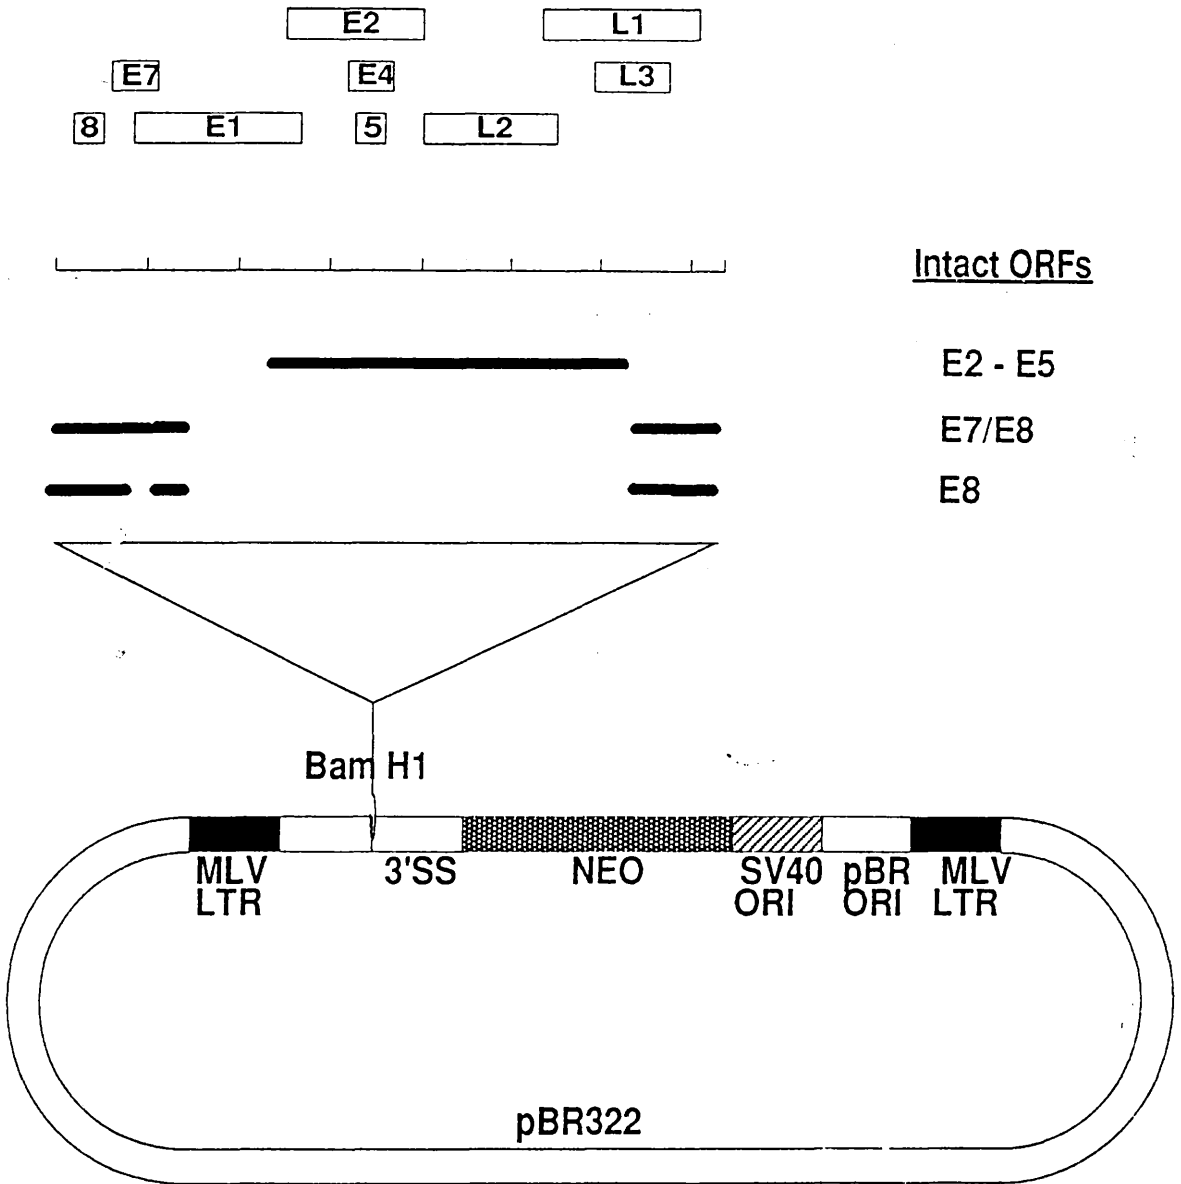 E2 L1
E7 E4 L3
8 E1 5 L2
Intact ORFs
E2 - E5
E7/E8
E8
Bam H1
MLV LTR
3'SS
NEO
SV40 ORI
pBR ORI
MLV LTR
pBR322